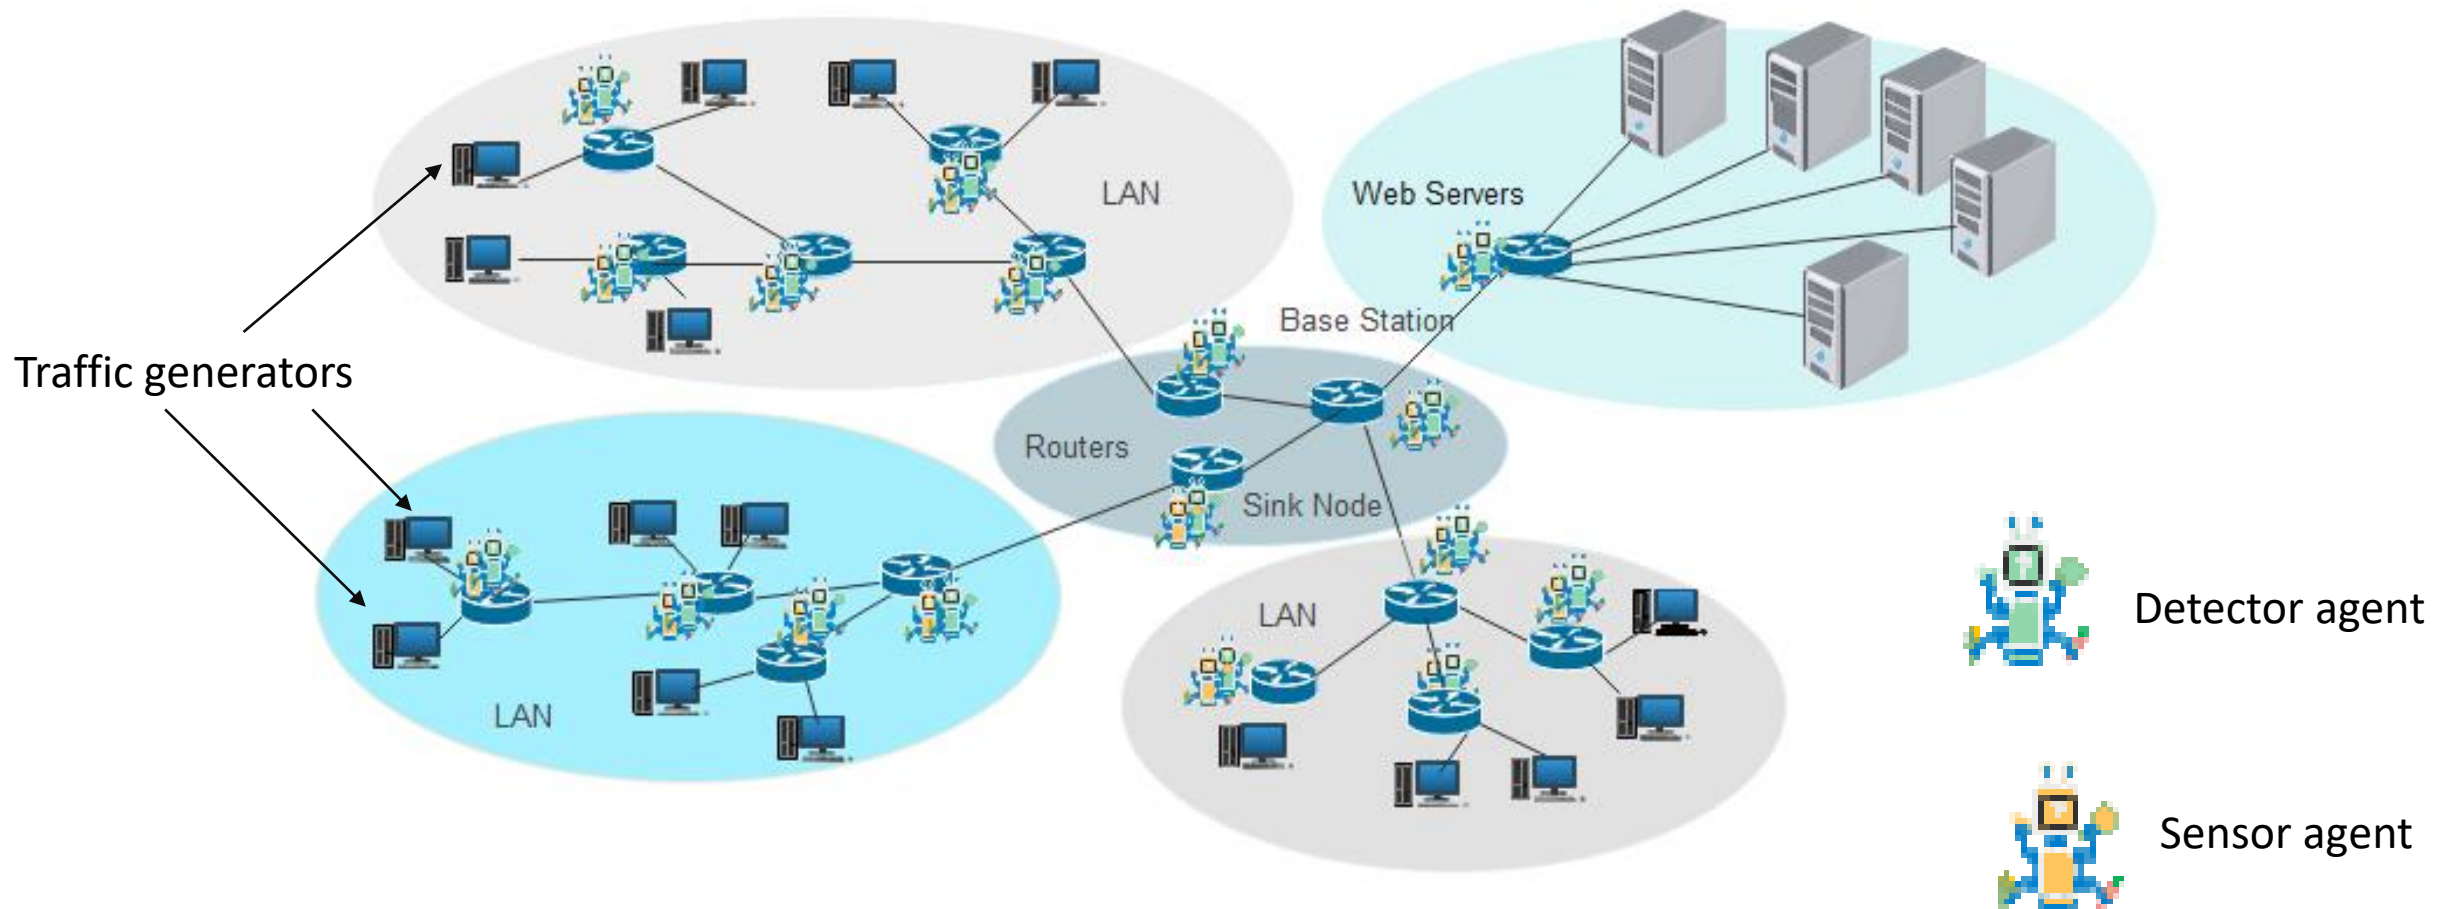 LAN
Web Servers
Base Station
Traffic generators
Routers
Sink Node
LAN
LAN
Detector agent
Sensor agent